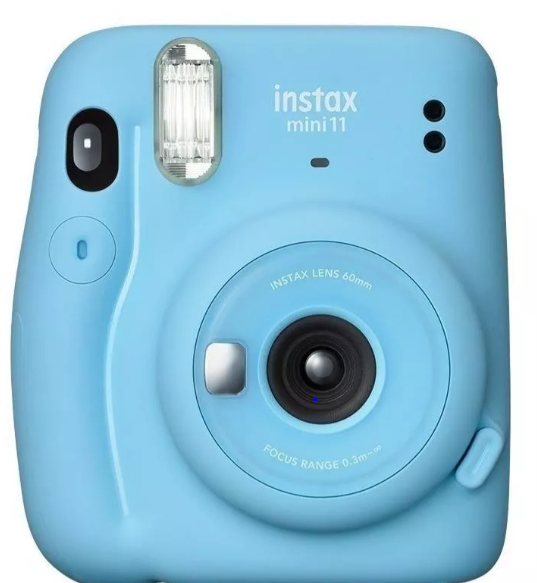 instax
mini 11
INSTAX LENS 60mm
FOCUS RANGE 0.3m~∞